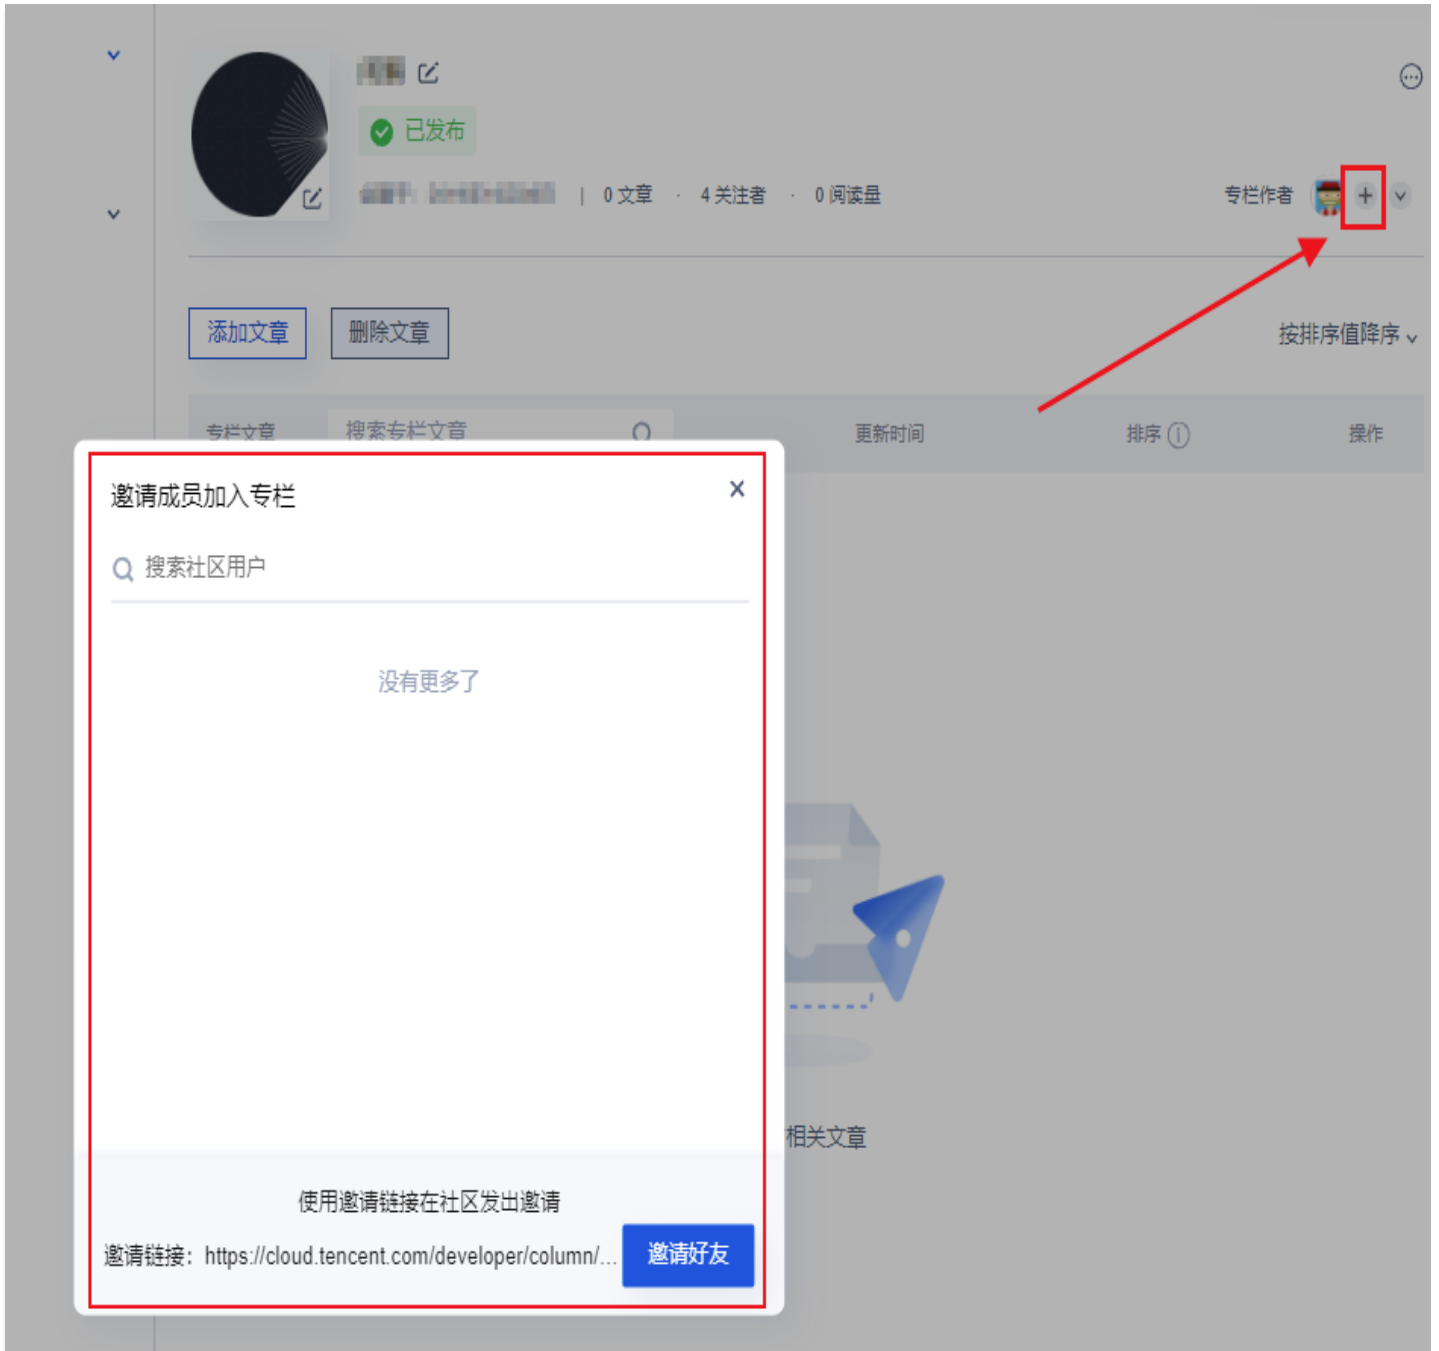 已发布
| 0 文章 · 4 关注者 · 0 阅读量
专栏作者
添加文章
删除文章
按排序值降序
专栏文章
搜索专栏文章
更新时间
排序
操作
邀请成员加入专栏
搜索社区用户
没有更多了
相关文章
使用邀请链接在社区发出邀请
邀请链接：https://cloud.tencent.com/developer/column/...
邀请好友